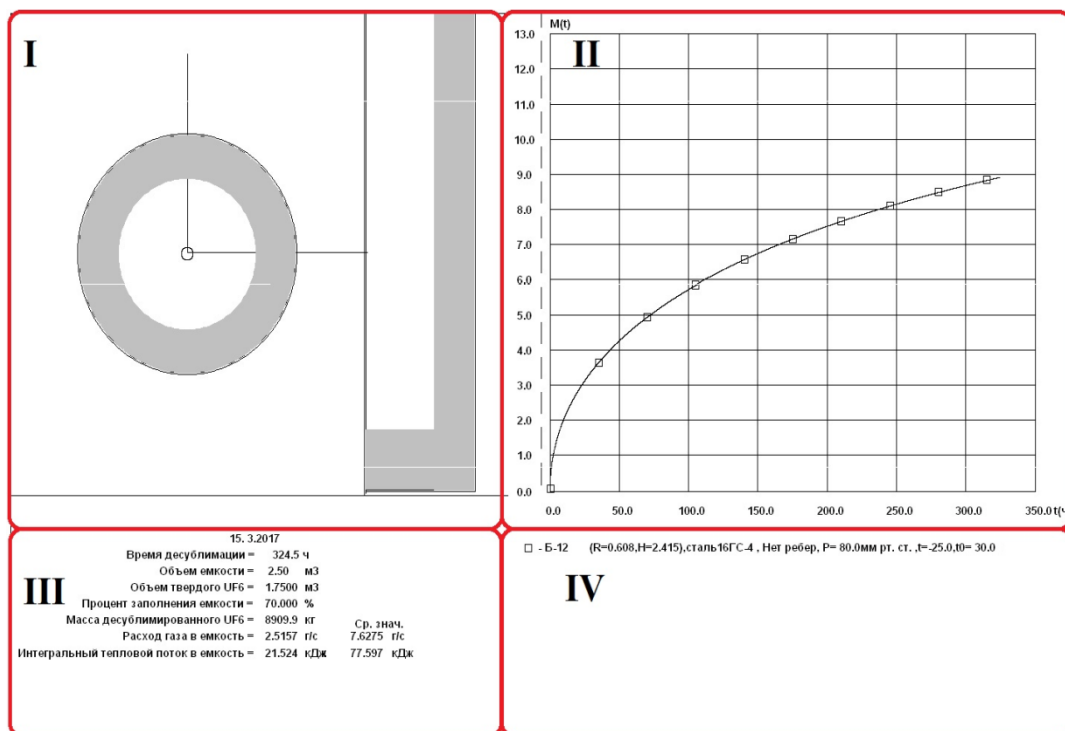 I
II
M(t)
13.0
12.0
11.0
10.0
9.0
8.0
7.0
6.0
5.0
4.0
3.0
2.0
1.0
0.0
0.0 50.0 100.0 150.0 200.0 250.0 300.0 350.0 t(ч
III
15. 3.2017
Время десублимации = 324.5 ч
Объем емкости = 2.50 м3
Объем твердого UF6 = 1.7500 м3
Процент заполнения емкости = 70.000 %
Масса десублимированного UF6 = 8909.9 кг
Ср. знач.
Расход газа в емкость = 2.5157 г/с 7.6275 г/с
Интегральный тепловой поток в емкость = 21.524 кДж 77.597 кДж
- Б-12 (R=0.608,H=2.415),сталь16ГС-4 , Нет ребер, P= 80.0мм рт. ст. ,t=-25.0,t0= 30.0
IV